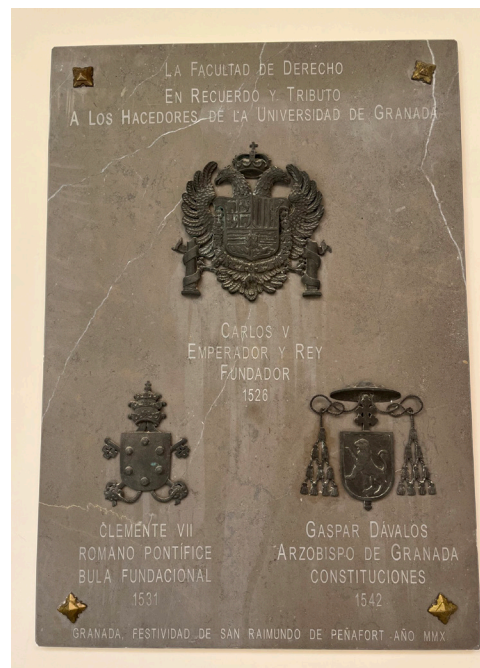 LA FACULTAD DE DERECHO
EN RECUERDO Y TRIBUTO
A LOS HACEDORES DE LA UNIVERSIDAD DE GRANADA
CARLOS V
EMPERADOR Y REY
FUNDADOR
1526
CLEMENTE VII
ROMANO PONTÍFICE
BULA FUNDACIONAL
1531
GASPAR DÁVALOS
ARZOBISPO DE GRANADA
CONSTITUCIONES
1542
GRANADA, FESTIVIDAD DE SAN RAIMUNDO DE PEÑAFORT AÑO MMX